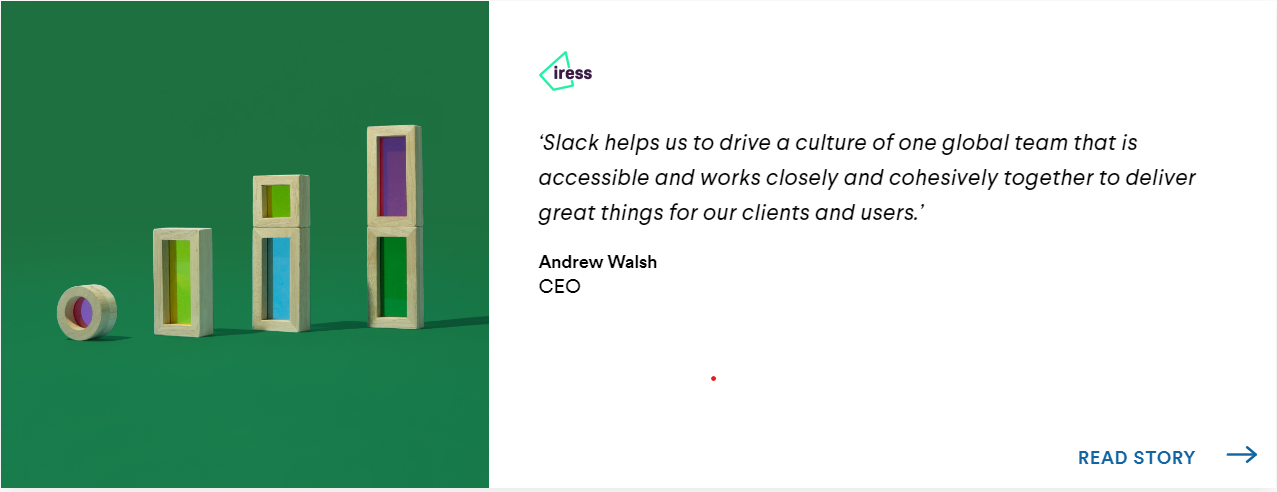 iress
‘Slack helps us to drive a culture of one global team that is
accessible and works closely and cohesively together to deliver
great things for our clients and users.’
Andrew Walsh
CEO
READ STORY